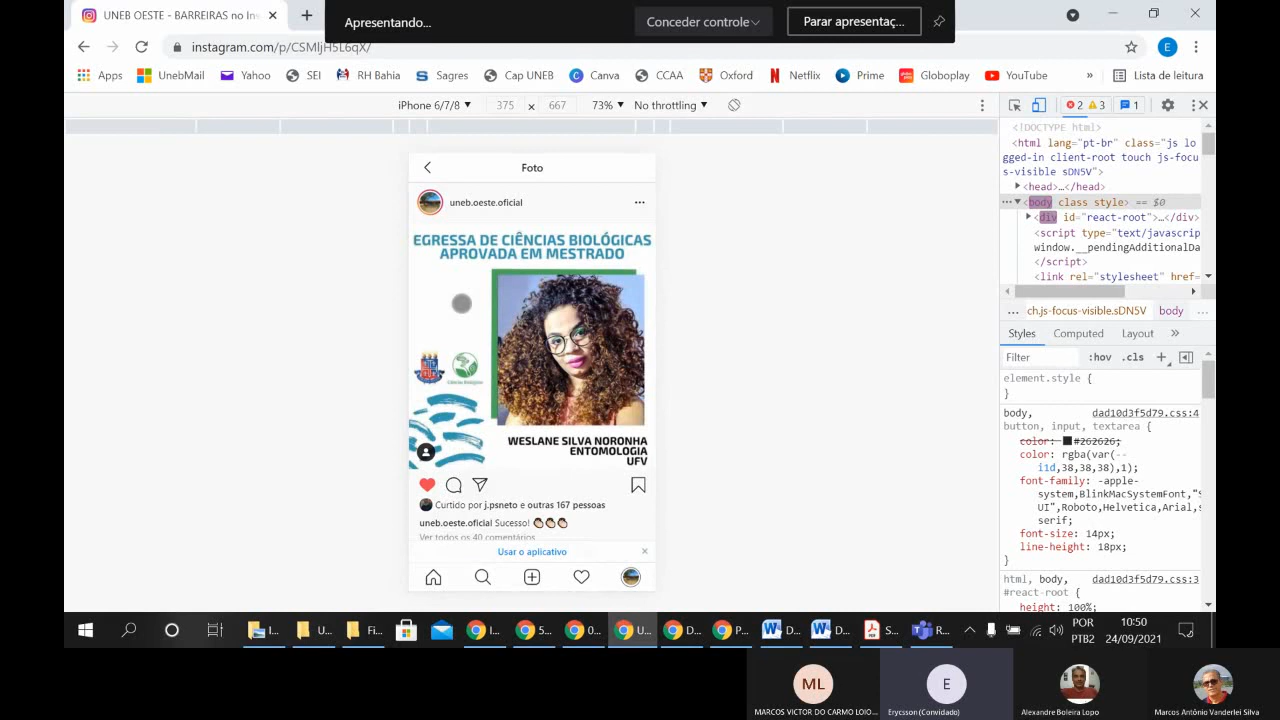 UNEB OESTE - BARREIRAS no Ins
Apresentando...
Conceder controle
Parar apresentaç...
E
instagram.com/p/CSMljH5L6qX/
Apps
UnebMail
Yahoo
SEI
RH Bahia
Sagres
Cap UNEB
Canva
CCAA
Oxford
Netflix
Prime
Globoplay
YouTube
»
Lista de leitura
iPhone 6/7/8
375
x
667
73%
No throttling
2
3
1
<!DOCTYPE html>
<html lang="pt-br" class="js lo
gged-in client-root touch js-focu
s-visible sDN5V">
<head>…</head>
<body class style> == $0
<div id="react-root">…</div>
<script type="text/javascrip
window.__pendingAdditionalDa
</script>
<link rel="stylesheet" href=
...
ch.js-focus-visible.sDN5V
body
...
Styles
Computed
Layout
»
Filter
:hov
.cls
+
element.style {
}
body,
dad10d3f5d79.css:4
button, input, textarea {
color: #262626;
color: rgba(var(--
i1d,38,38,38),1);
font-family: -apple-
system,BlinkMacSystemFont,"S
UI",Roboto,Helvetica,Arial,s
serif;
font-size: 14px;
line-height: 18px;
}
html, body,
dad10d3f5d79.css:3
#react-root {
height: 100%;
Foto
uneb.oeste.oficial
EGRESSA DE CIÊNCIAS BIOLÓGICAS
APROVADA EM MESTRADO
Ciências Biológicas
WESLANE SILVA NORONHA
ENTOMOLOGIA
UFV
Curtido por j.psneto e outras 167 pessoas
uneb.oeste.oficial Sucesso! 👏🏻👏🏻👏🏻
Ver todos os 40 comentários
Usar o aplicativo
I...
U...
Fi...
I...
5...
0...
U...
D...
P...
D...
D...
S...
R...
POR
PTB2
10:50
24/09/2021
ML
MARCOS VICTOR DO CARMO LOIO...
E
Erycsson (Convidado)
Alexandre Boleira Lopo
Marcos Antônio Vanderlei Silva